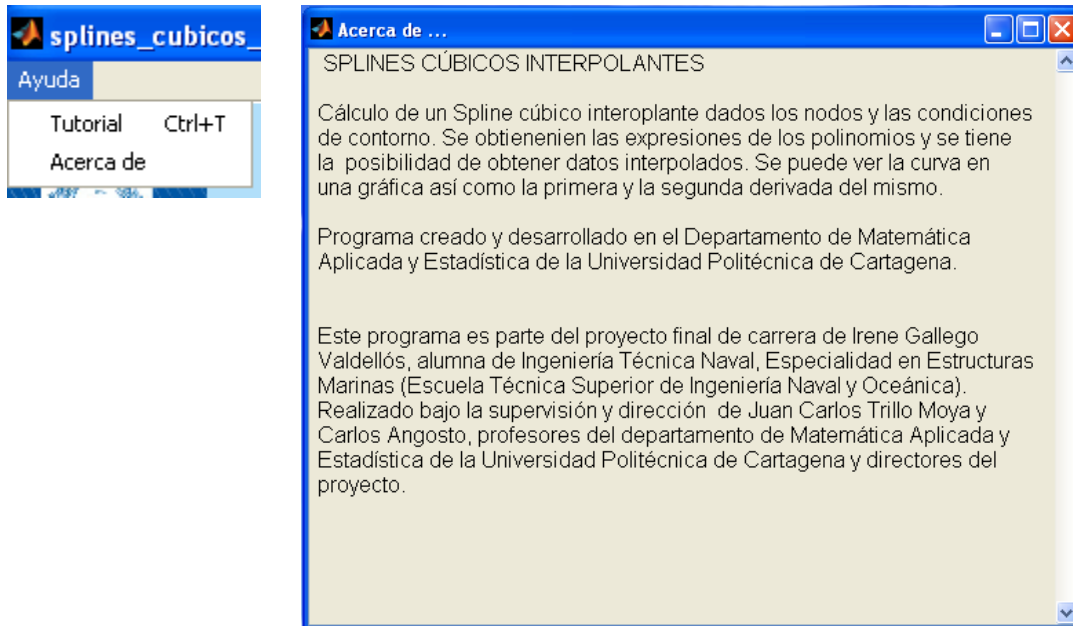 splines_cubicos_
Ayuda
Tutorial Ctrl+T
Acerca de
Acerca de ...
SPLINES CÚBICOS INTERPOLANTES
Cálculo de un Spline cúbico interoplante dados los nodos y las condiciones
de contorno. Se obtienenien las expresiones de los polinomios y se tiene
la posibilidad de obtener datos interpolados. Se puede ver la curva en
una gráfica así como la primera y la segunda derivada del mismo.
Programa creado y desarrollado en el Departamento de Matemática
Aplicada y Estadística de la Universidad Politécnica de Cartagena.
Este programa es parte del proyecto final de carrera de Irene Gallego
Valdellós, alumna de Ingeniería Técnica Naval, Especialidad en Estructuras
Marinas (Escuela Técnica Superior de Ingeniería Naval y Oceánica).
Realizado bajo la supervisión y dirección de Juan Carlos Trillo Moya y
Carlos Angosto, profesores del departamento de Matemática Aplicada y
Estadística de la Universidad Politécnica de Cartagena y directores del
proyecto.